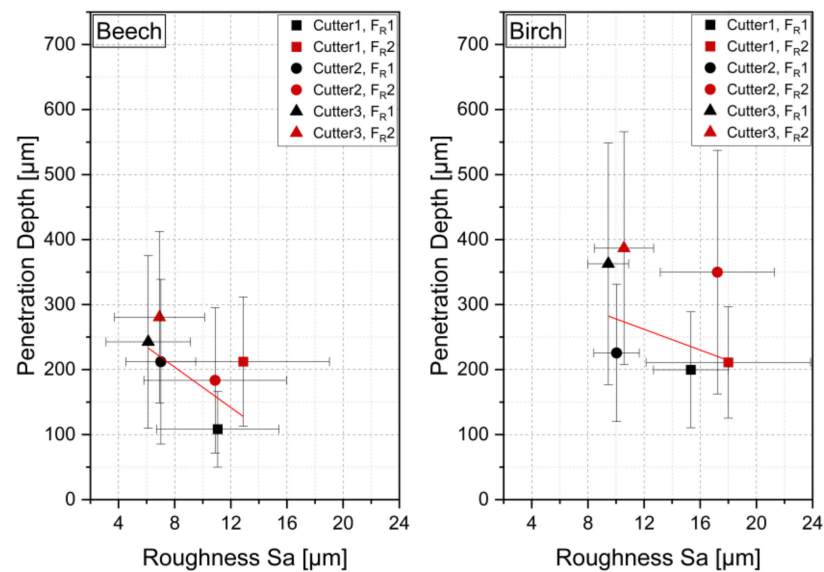 Beech
Cutter1, FR1
Cutter1, FR2
Cutter2, FR1
Cutter2, FR2
Cutter3, FR1
Cutter3, FR2
Penetration Depth [µm]
700
600
500
400
300
200
100
0
4 8 12 16 20 24
Roughness Sa [µm]
Birch
Cutter1, FR1
Cutter1, FR2
Cutter2, FR1
Cutter2, FR2
Cutter3, FR1
Cutter3, FR2
Penetration Depth [µm]
700
600
500
400
300
200
100
0
4 8 12 16 20 24
Roughness Sa [µm]